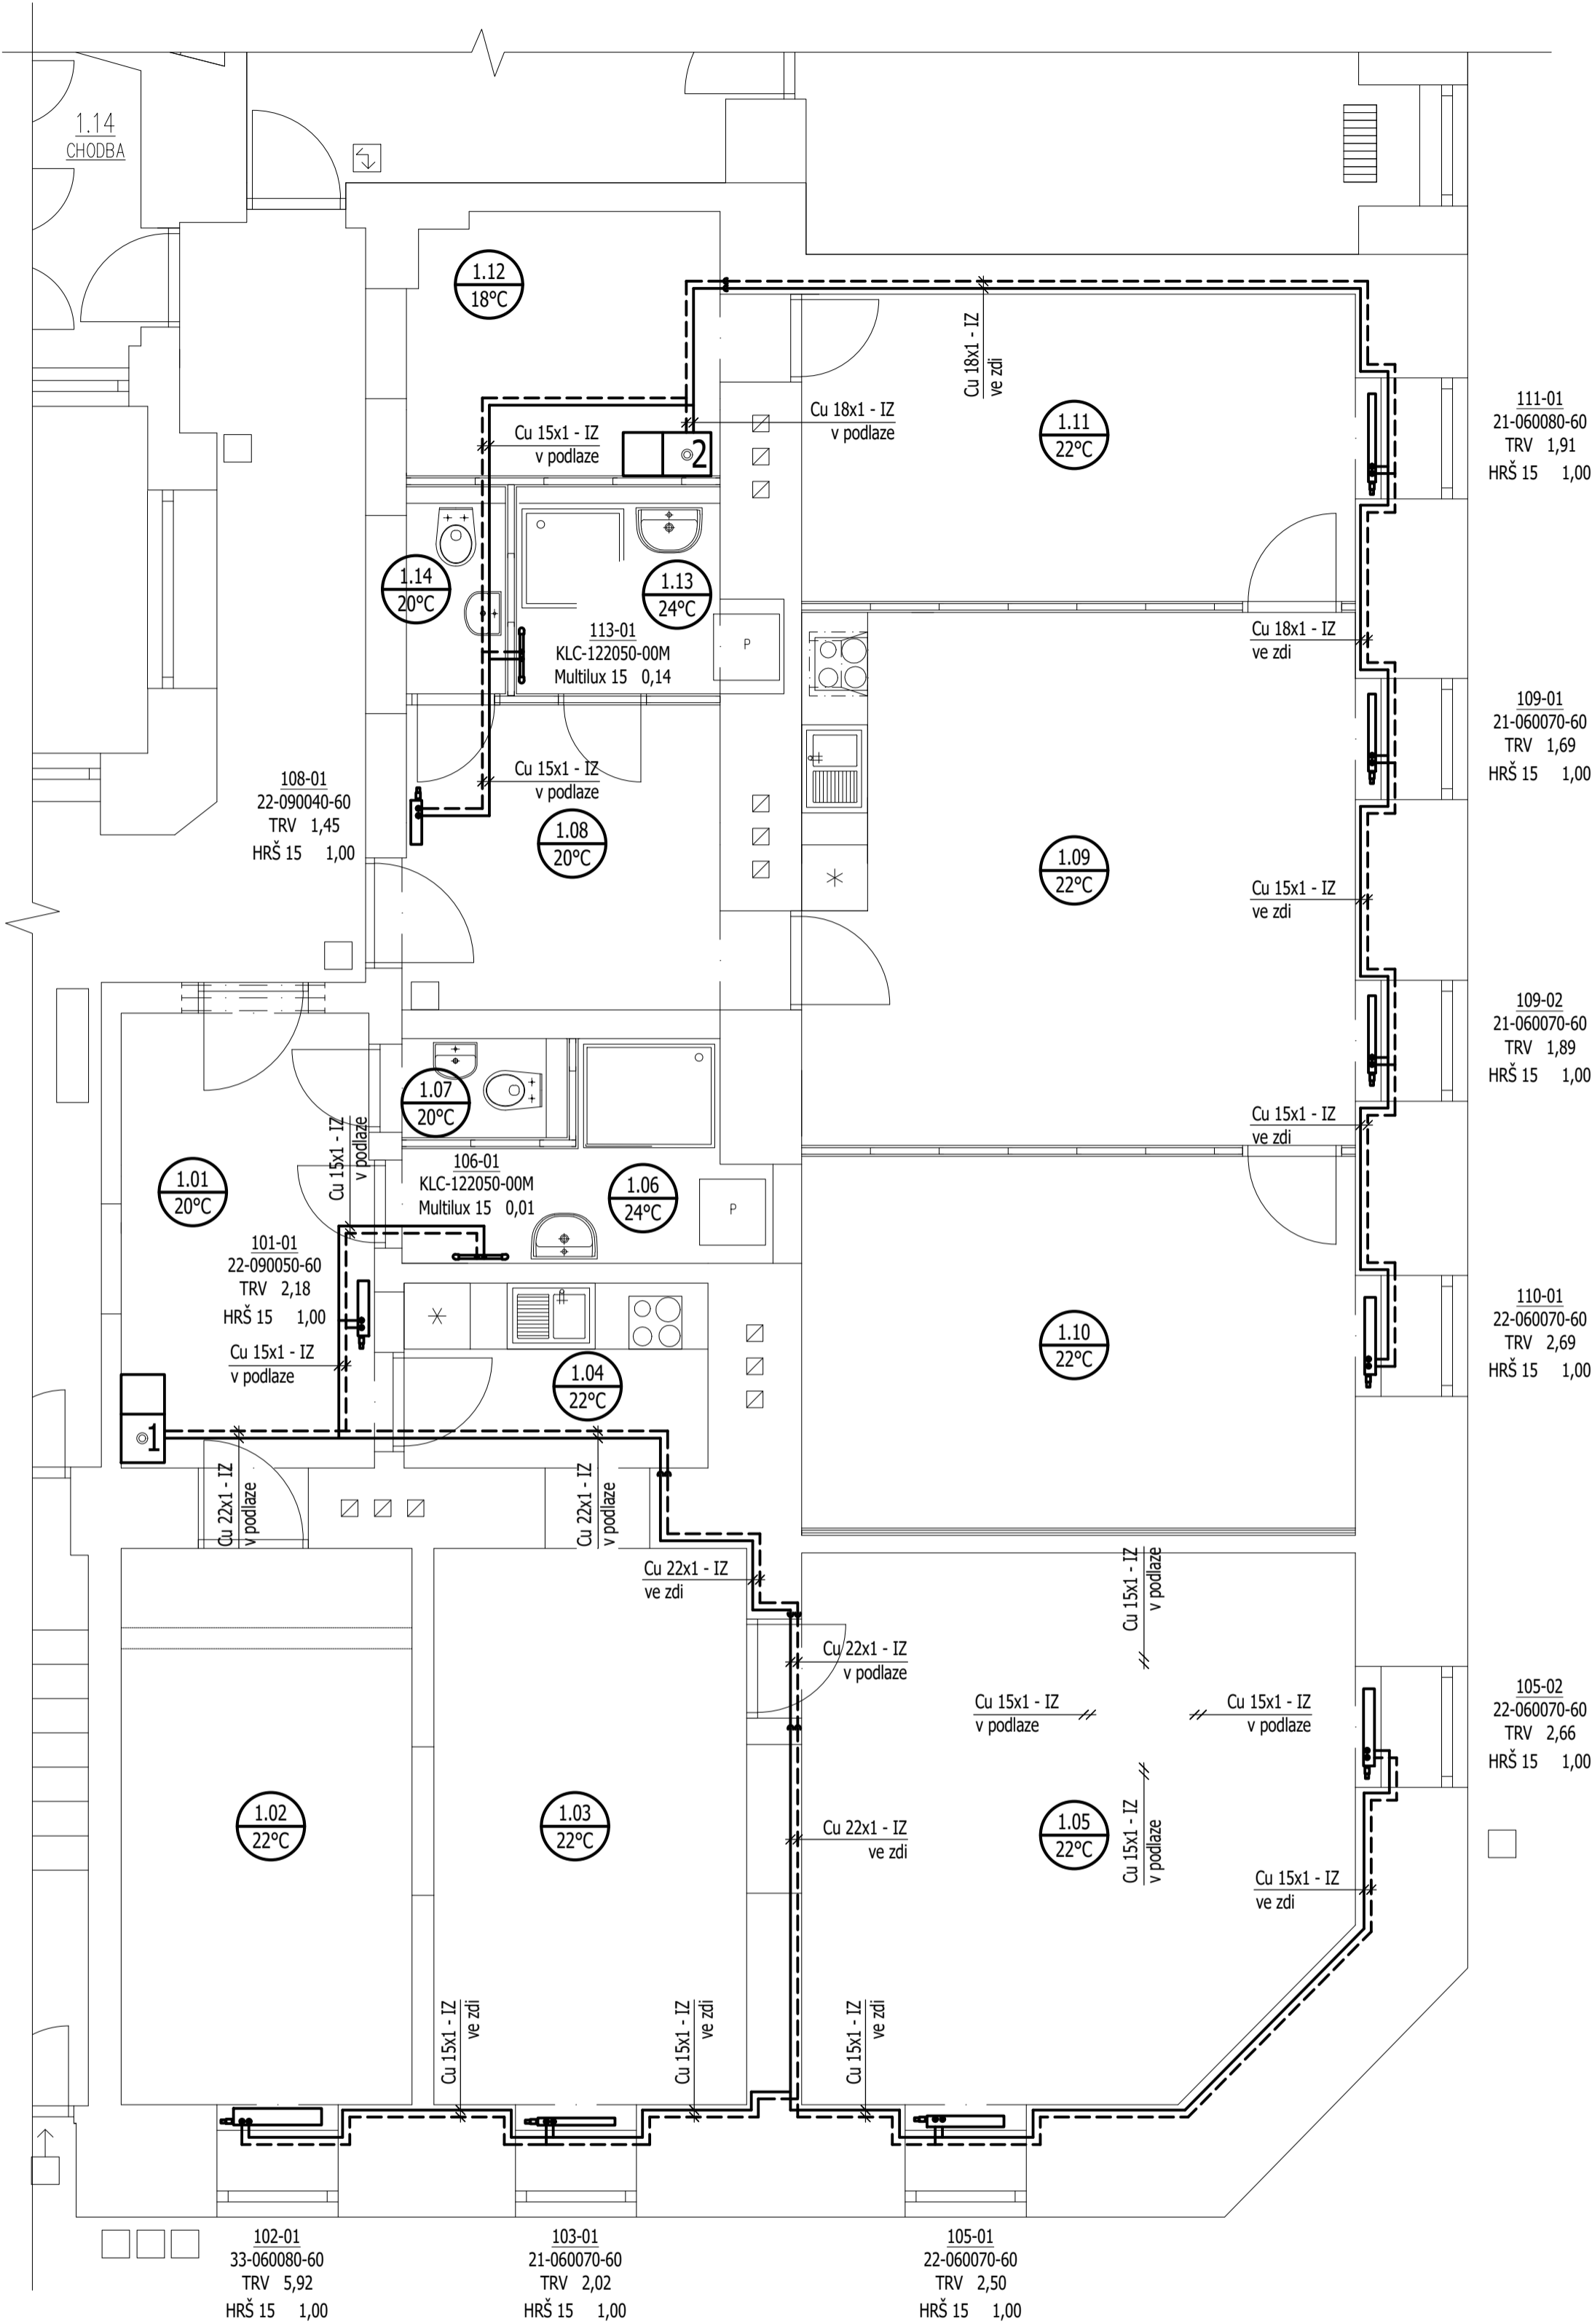 1.14
CHODBA
1.12
18°C
Cu 18x1 - IZ
ve zdi
Cu 18x1 - IZ
v podlaze
Cu 15x1 - IZ
v podlaze
2
1.11
22°C
111-01
21-060080-60
TRV 1,91
HRŠ 15 1,00
1.14
20°C
1.13
24°C
113-01
KLC-122050-00M
Multilux 15 0,14
P
Cu 18x1 - IZ
ve zdi
109-01
21-060070-60
TRV 1,69
HRŠ 15 1,00
108-01
22-090040-60
TRV 1,45
HRŠ 15 1,00
Cu 15x1 - IZ
v podlaze
1.08
20°C
1.09
22°C
Cu 15x1 - IZ
ve zdi
109-02
21-060070-60
TRV 1,89
HRŠ 15 1,00
1.07
20°C
Cu 15x1 - IZ
v podlaze
Cu 15x1 - IZ
ve zdi
1.01
20°C
106-01
KLC-122050-00M
Multilux 15 0,01
1.06
24°C
P
101-01
22-090050-60
TRV 2,18
HRŠ 15 1,00
Cu 15x1 - IZ
v podlaze
1.04
22°C
1.10
22°C
110-01
22-060070-60
TRV 2,69
HRŠ 15 1,00
1
Cu 22x1 - IZ
v podlaze
Cu 22x1 - IZ
v podlaze
Cu 22x1 - IZ
ve zdi
Cu 15x1 - IZ
v podlaze
Cu 22x1 - IZ
v podlaze
Cu 15x1 - IZ
v podlaze
Cu 15x1 - IZ
v podlaze
105-02
22-060070-60
TRV 2,66
HRŠ 15 1,00
1.02
22°C
1.03
22°C
Cu 22x1 - IZ
ve zdi
1.05
22°C
Cu 15x1 - IZ
v podlaze
Cu 15x1 - IZ
ve zdi
Cu 15x1 - IZ
ve zdi
Cu 15x1 - IZ
ve zdi
Cu 15x1 - IZ
ve zdi
102-01
33-060080-60
TRV 5,92
HRŠ 15 1,00
103-01
21-060070-60
TRV 2,02
HRŠ 15 1,00
105-01
22-060070-60
TRV 2,50
HRŠ 15 1,00